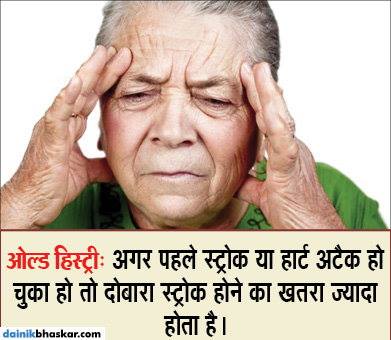 ओल्ड हिस्ट्रीः अगर पहले स्ट्रोक या हार्ट अटैक हो
चुका हो तो दोबारा स्ट्रोक होने का खतरा ज्यादा
होता है।
dainikbhaskar.com